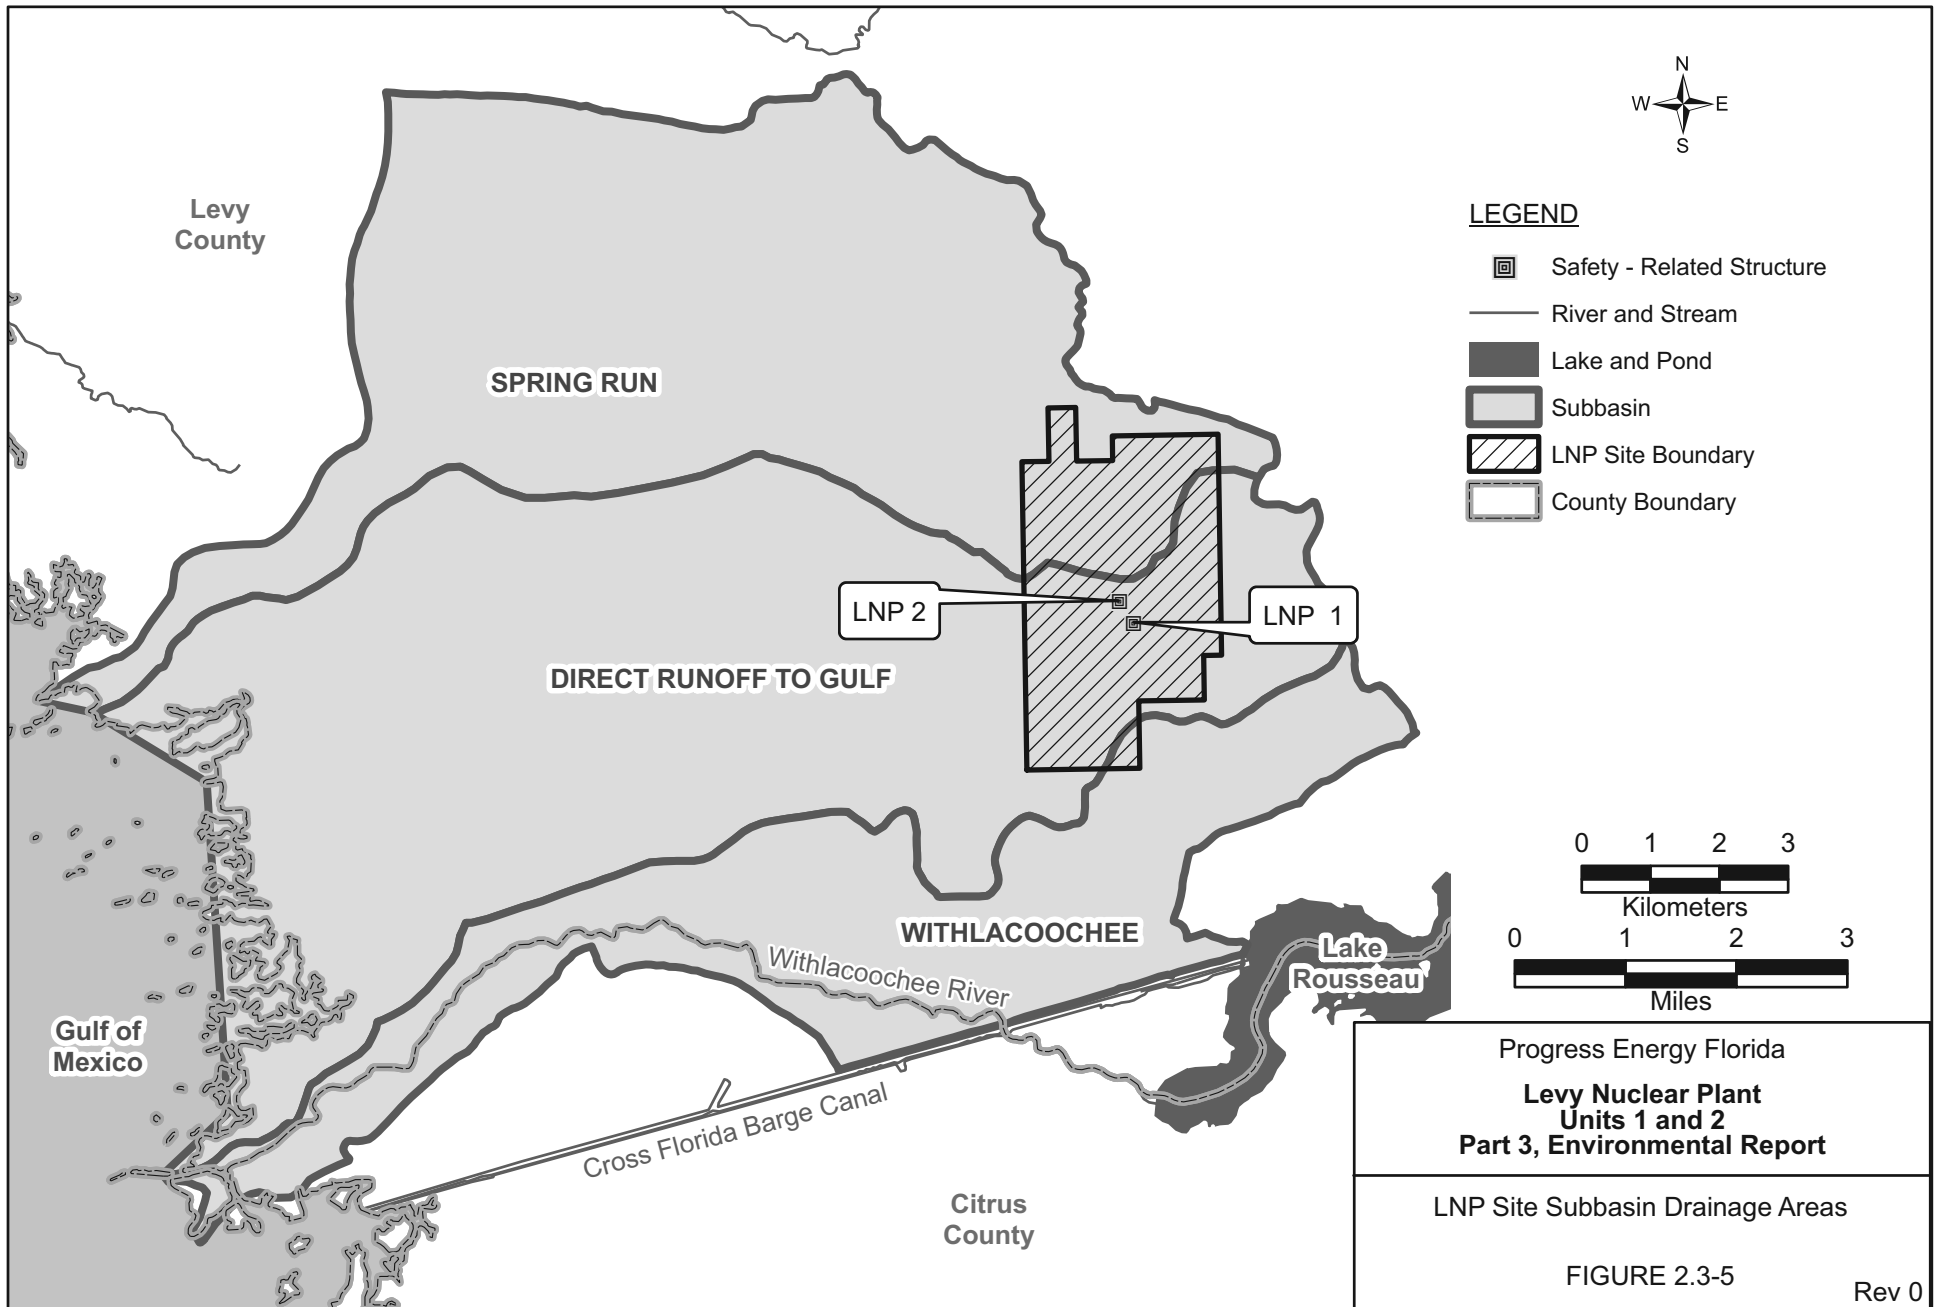 N
W E
S
Levy
County
LEGEND
Safety - Related Structure
River and Stream
Lake and Pond
Subbasin
LNP Site Boundary
County Boundary
SPRING RUN
LNP 2
LNP 1
DIRECT RUNOFF TO GULF
WITHLACOOCHEE
Withlacoochee River
Lake
Rousseau
Gulf of
Mexico
Cross Florida Barge Canal
Citrus
County
0 1 2 3
Kilometers
0 1 2 3
Miles
Progress Energy Florida
Levy Nuclear Plant
Units 1 and 2
Part 3, Environmental Report
LNP Site Subbasin Drainage Areas
FIGURE 2.3-5
Rev 0